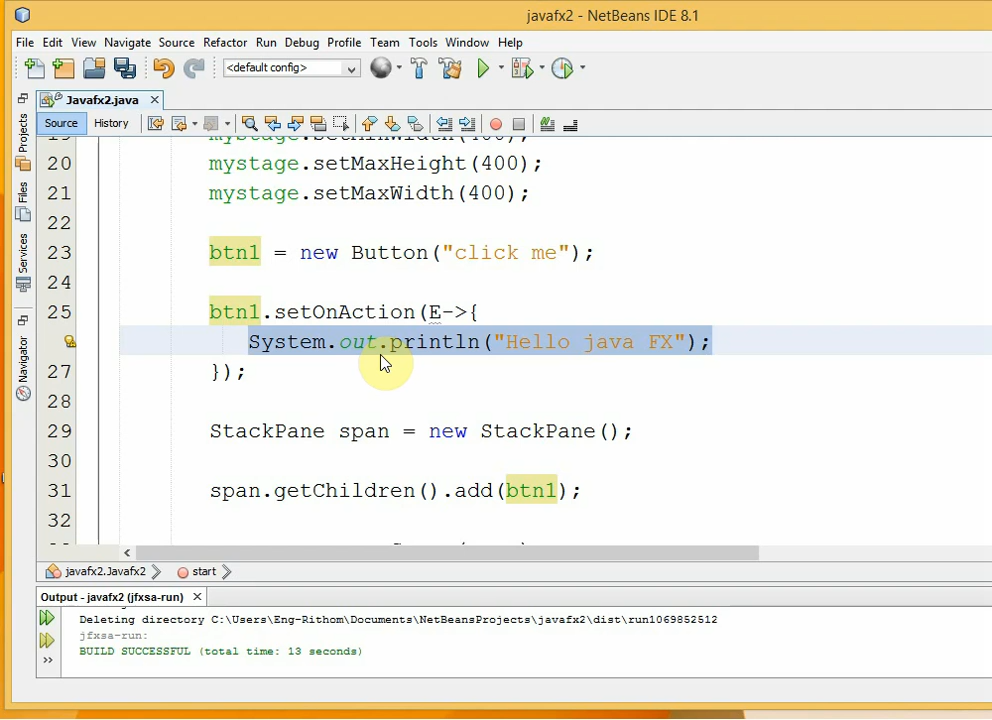 javafx2 - NetBeans IDE 8.1
File Edit View Navigate Source Refactor Run Debug Profile Team Tools Window Help
<default config>
Javafx2.java
Source History
Projects
Files
Services
Navigator
20 mystage.setMaxHeight(400);
21 mystage.setMaxWidth(400);
22
23 btn1 = new Button("click me");
24
25 btn1.setOnAction(E->{
System.out.println("Hello java FX");
27 });
28
29 StackPane span = new StackPane();
30
31 span.getChildren().add(btn1);
32
javafx2.Javafx2 start
Output - javafx2 (jfxsa-run)
Deleting directory C:\Users\Eng-Rithom\Documents\NetBeansProjects\javafx2\dist\run1069852512
jfxsa-run:
BUILD SUCCESSFUL (total time: 13 seconds)